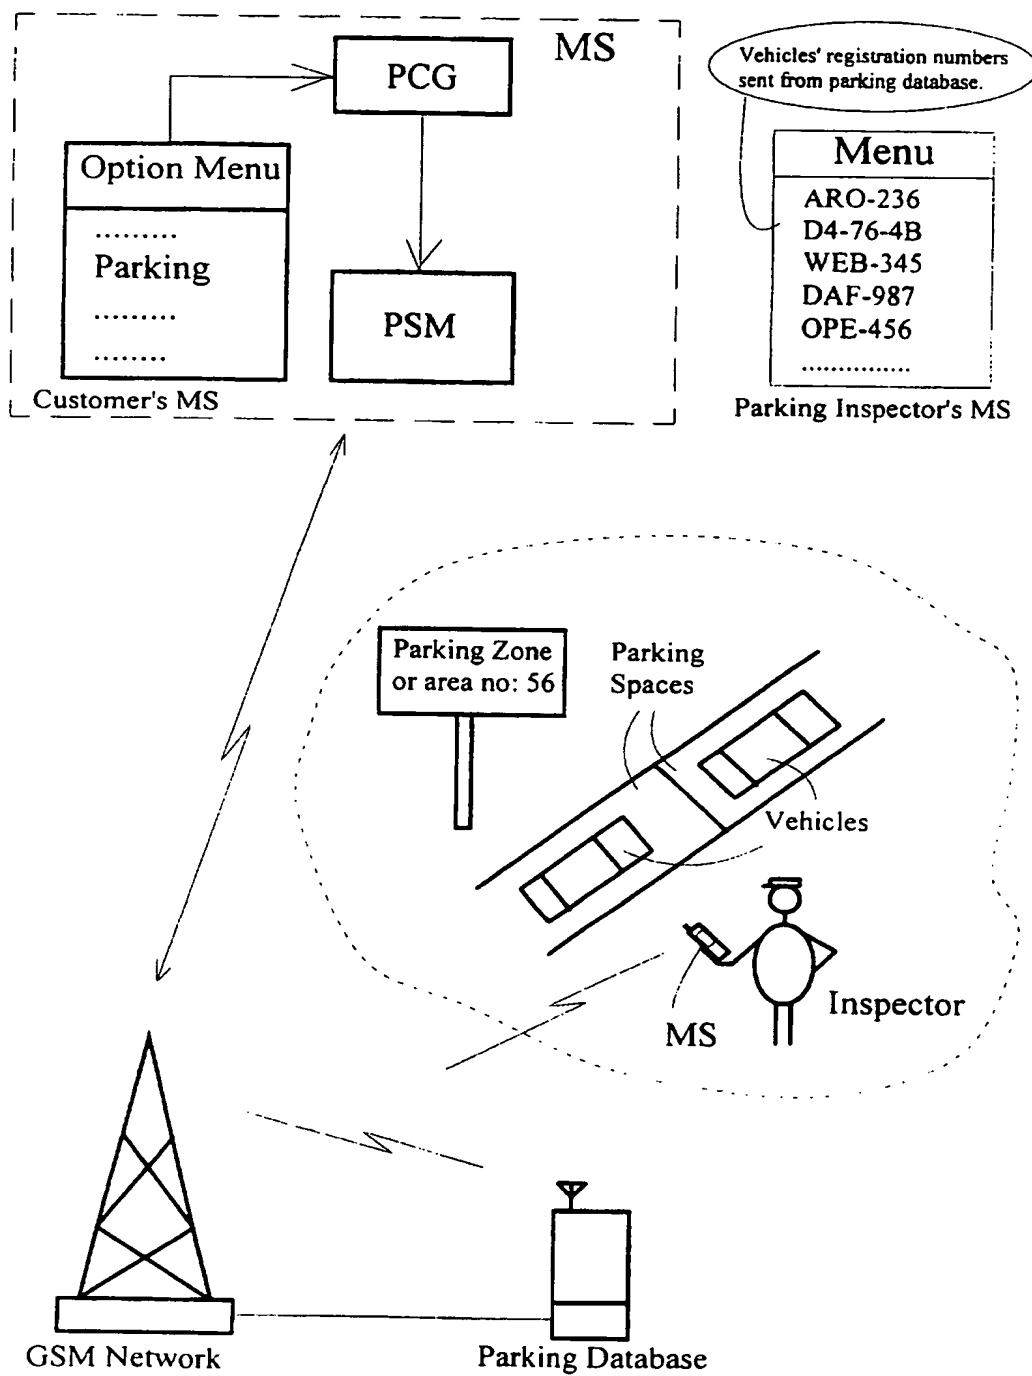 MS
PCG
Option Menu
.........
Parking
.........
........
PSM
Customer's MS
Vehicles' registration numbers
sent from parking database.
Menu
ARO-236
D4-76-4B
WEB-345
DAF-987
OPE-456
...............
Parking Inspector's MS
Parking Zone
or area no: 56
Parking
Spaces
Vehicles
MS
Inspector
GSM Network
Parking Database